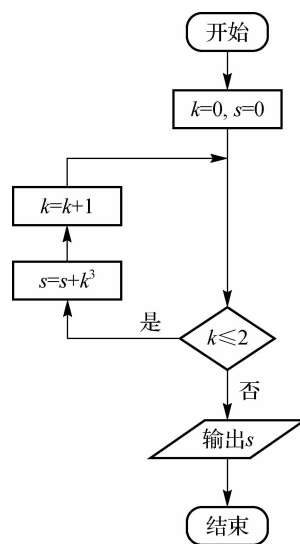 开始
k=0, s=0
k=k+1
s=s+k³
是
k≤2
否
输出s
结束